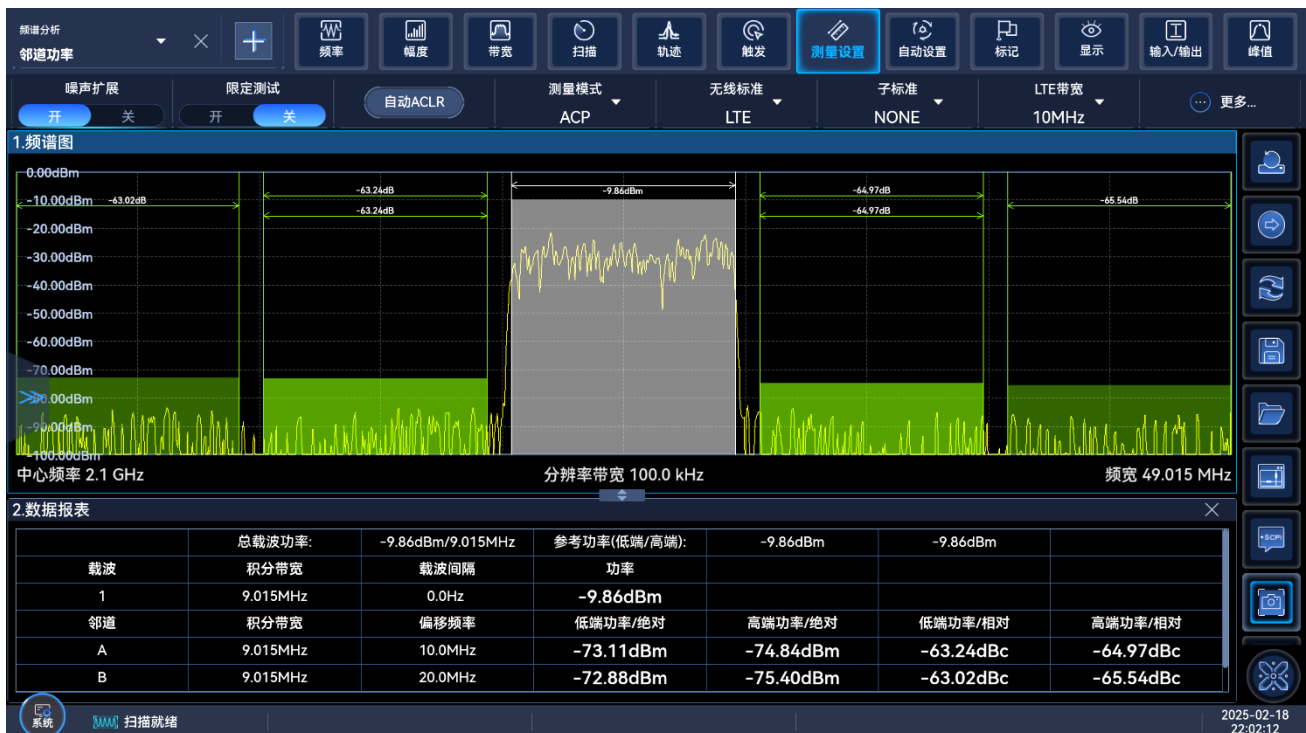 频谱分析
邻道功率
频率
幅度
带宽
扫描
轨迹
触发
测量设置
自动设置
标记
显示
输入/输出
峰值
噪声扩展
开 关
限定测试
开 关
自动ACLR
测量模式
ACP
无线标准
LTE
子标准
NONE
LTE带宽
10MHz
更多...
1.频谱图
0.00dBm
-10.00dBm
-20.00dBm
-30.00dBm
-40.00dBm
-50.00dBm
-60.00dBm
-70.00dBm
-90.00dBm
-100.00dBm
-63.02dB
-63.24dB
-63.24dB
-9.86dBm
-64.97dB
-64.97dB
-65.54dB
中心频率 2.1 GHz 分辨率带宽 100.0 kHz 频宽 49.015 MHz
2.数据报表
总载波功率: -9.86dBm/9.015MHz 参考功率(低端/高端): -9.86dBm -9.86dBm
载波 积分带宽 载波间隔 功率
1 9.015MHz 0.0Hz -9.86dBm
邻道 积分带宽 偏移频率 低端功率/绝对 高端功率/绝对 低端功率/相对 高端功率/相对
A 9.015MHz 10.0MHz -73.11dBm -74.84dBm -63.24dBc -64.97dBc
B 9.015MHz 20.0MHz -72.88dBm -75.40dBm -63.02dBc -65.54dBc
SCPI
系统
扫描就绪
2025-02-18
22:02:12